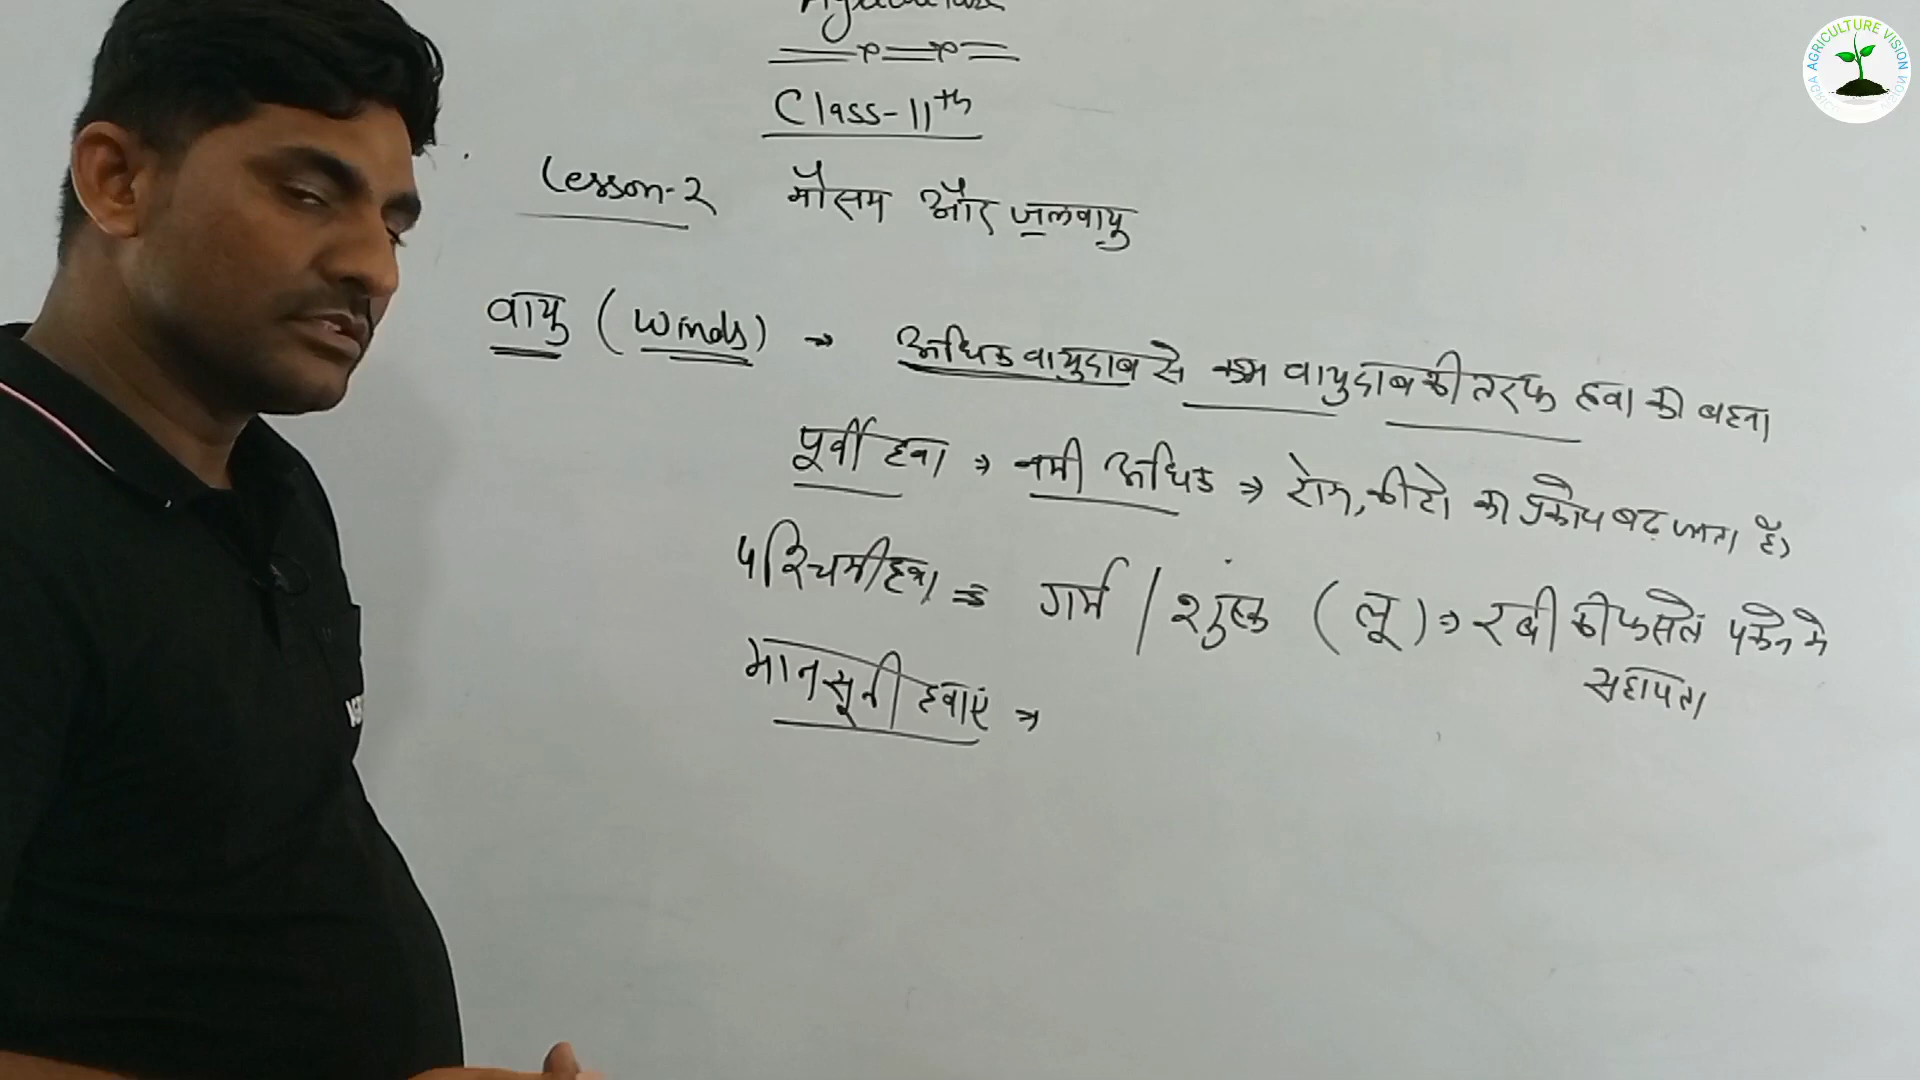 Agriculture
Class-11th
Lesson-2 मौसम और जलवायु
वायु (Winds) → अधिक वायुदाब से कम वायुदाब की तरफ हवा का बहना
पूर्वी हवा → नमी अधिक → रोग, कीटो का प्रकोप बढ़ जाता है।
पश्चिमी हवा ⇒ गर्म / शुष्क (लू) → रबी की फसलें पकने मे
सहायता
मानसूनी हवाएं →
AGRICULTURE VISION